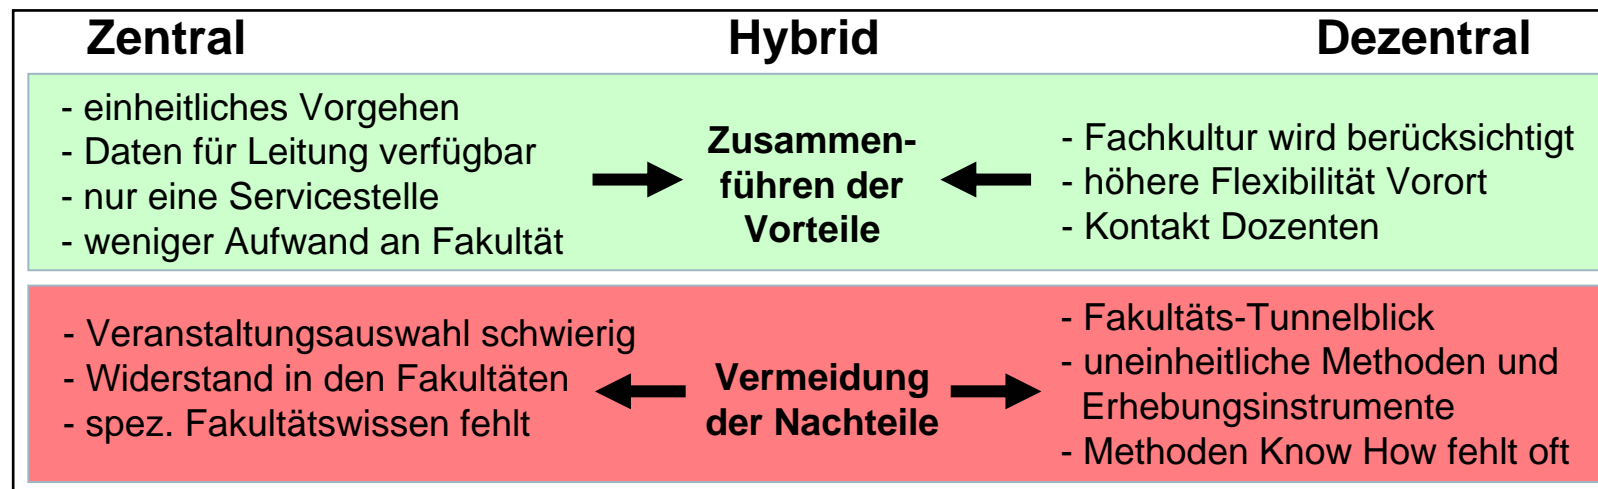 Zentral
Hybrid
Dezentral
- einheitliches Vorgehen
- Daten für Leitung verfügbar
- nur eine Servicestelle
- weniger Aufwand an Fakultät
Zusammen-
führen der
Vorteile
- Fachkultur wird berücksichtigt
- höhere Flexibilität Vorort
- Kontakt Dozenten
- Veranstaltungsauswahl schwierig
- Widerstand in den Fakultäten
- spez. Fakultätswissen fehlt
Vermeidung
der Nachteile
- Fakultäts-Tunnelblick
- uneinheitliche Methoden und
Erhebungsinstrumente
- Methoden Know How fehlt oft